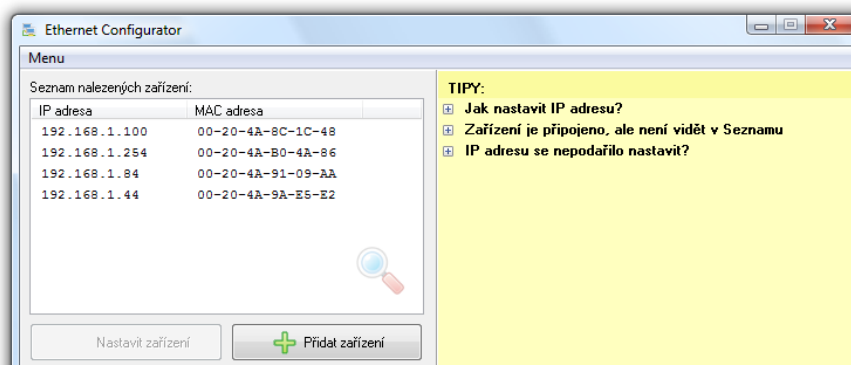 Ethernet Configurator
Menu
Seznam nalezených zařízení:
IP adresa MAC adresa
192.168.1.100 00-20-4A-8C-1C-48
192.168.1.254 00-20-4A-B0-4A-86
192.168.1.84 00-20-4A-91-09-AA
192.168.1.44 00-20-4A-9A-E5-E2
Nastavit zařízení Přidat zařízení
TIPY:
Jak nastavit IP adresu?
Zařízení je připojeno, ale není vidět v Seznamu
IP adresu se nepodařilo nastavit?